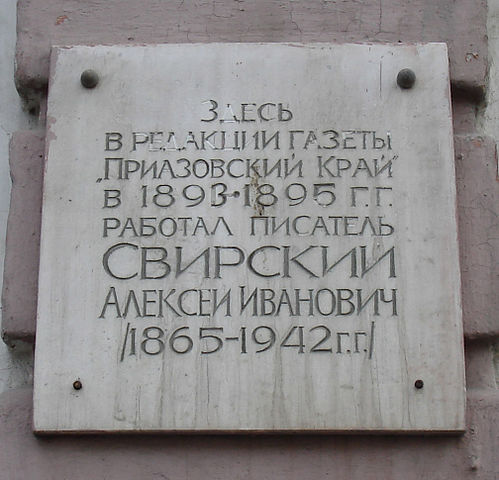 ЗДЕСЬ
В РЕДАКЦИИ ГАЗЕТЫ
„ПРИАЗОВСКИЙ КРАЙ"
В 1893-1895 Г.Г.
РАБОТАЛ ПИСАТЕЛЬ
СВИРСКИЙ
АЛЕКСЕЙ ИВАНОВИЧ
/1865-1942 г.г./